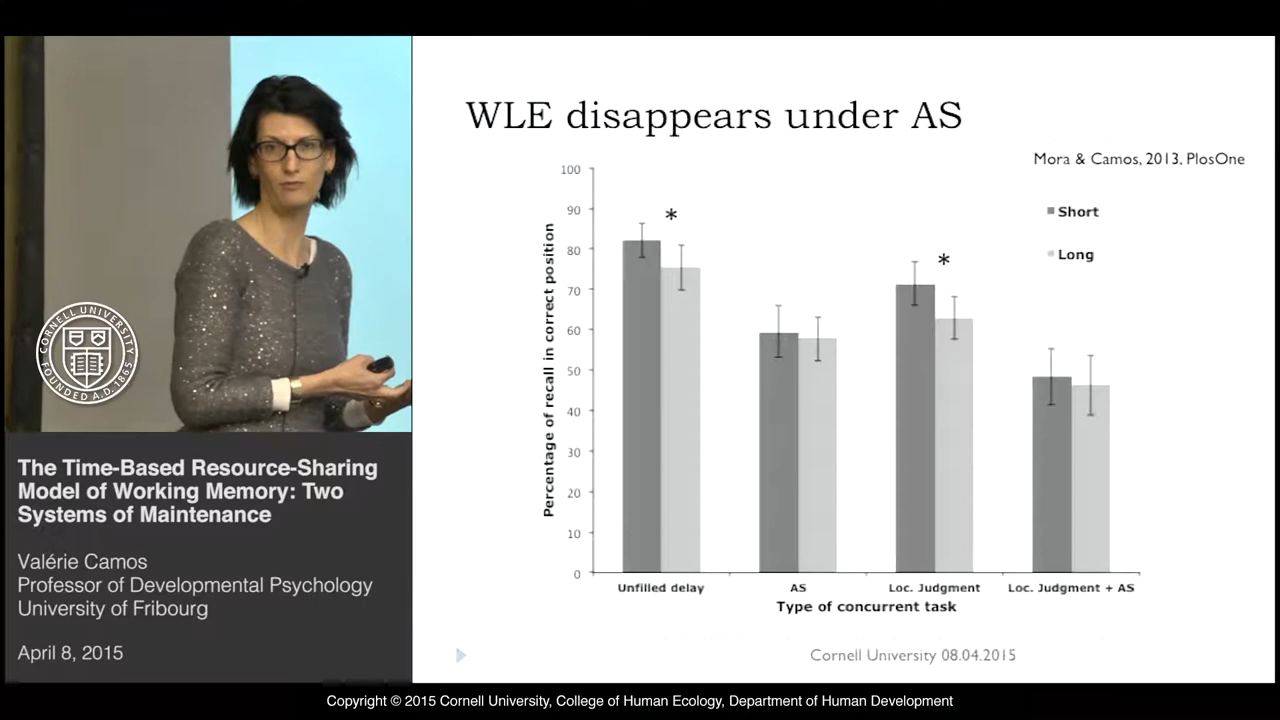 WLE disappears under AS
Mora & Camos, 2013, PlosOne
Percentage of recall in correct position
100
90
80
70
60
50
40
30
20
10
0
*
*
Short
Long
Unfilled delay
AS
Loc. Judgment
Loc. Judgment + AS
Type of concurrent task
Cornell University 08.04.2015
CORNELL UNIVERSITY
FOUNDED A.D. 1865
The Time-Based Resource-Sharing
Model of Working Memory: Two
Systems of Maintenance
Valérie Camos
Professor of Developmental Psychology
University of Fribourg
April 8, 2015
Copyright © 2015 Cornell University, College of Human Ecology, Department of Human Development